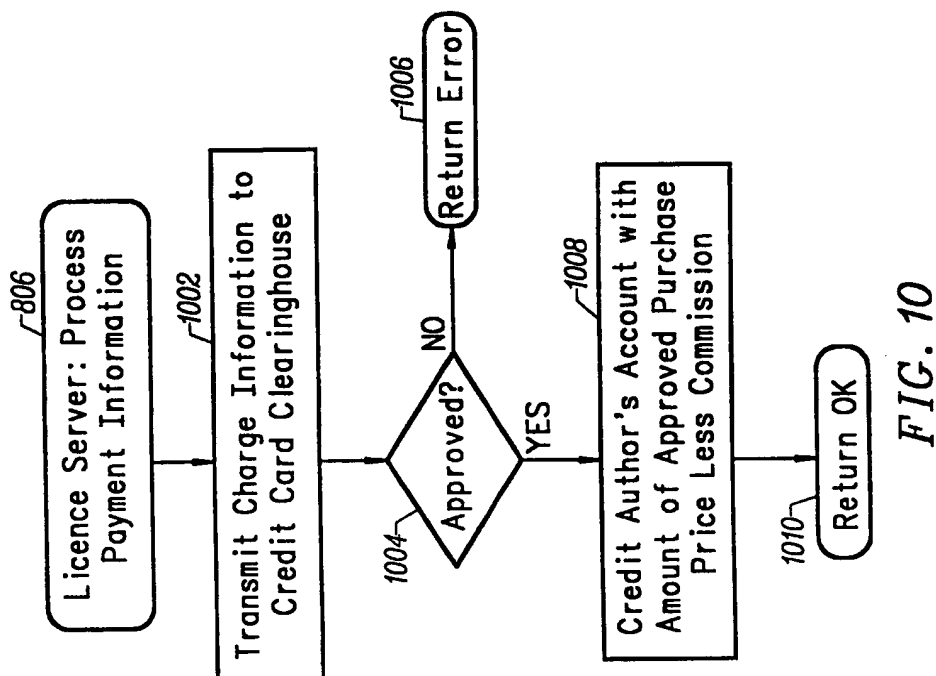 806
Licence Server: Process
Payment Information
1002
Transmit Charge Information to
Credit Card Clearinghouse
1004
Approved?
NO
1006
Return Error
YES
1008
Credit Author's Account with
Amount of Approved Purchase
Price Less Commission
1010
Return OK
FIG. 10